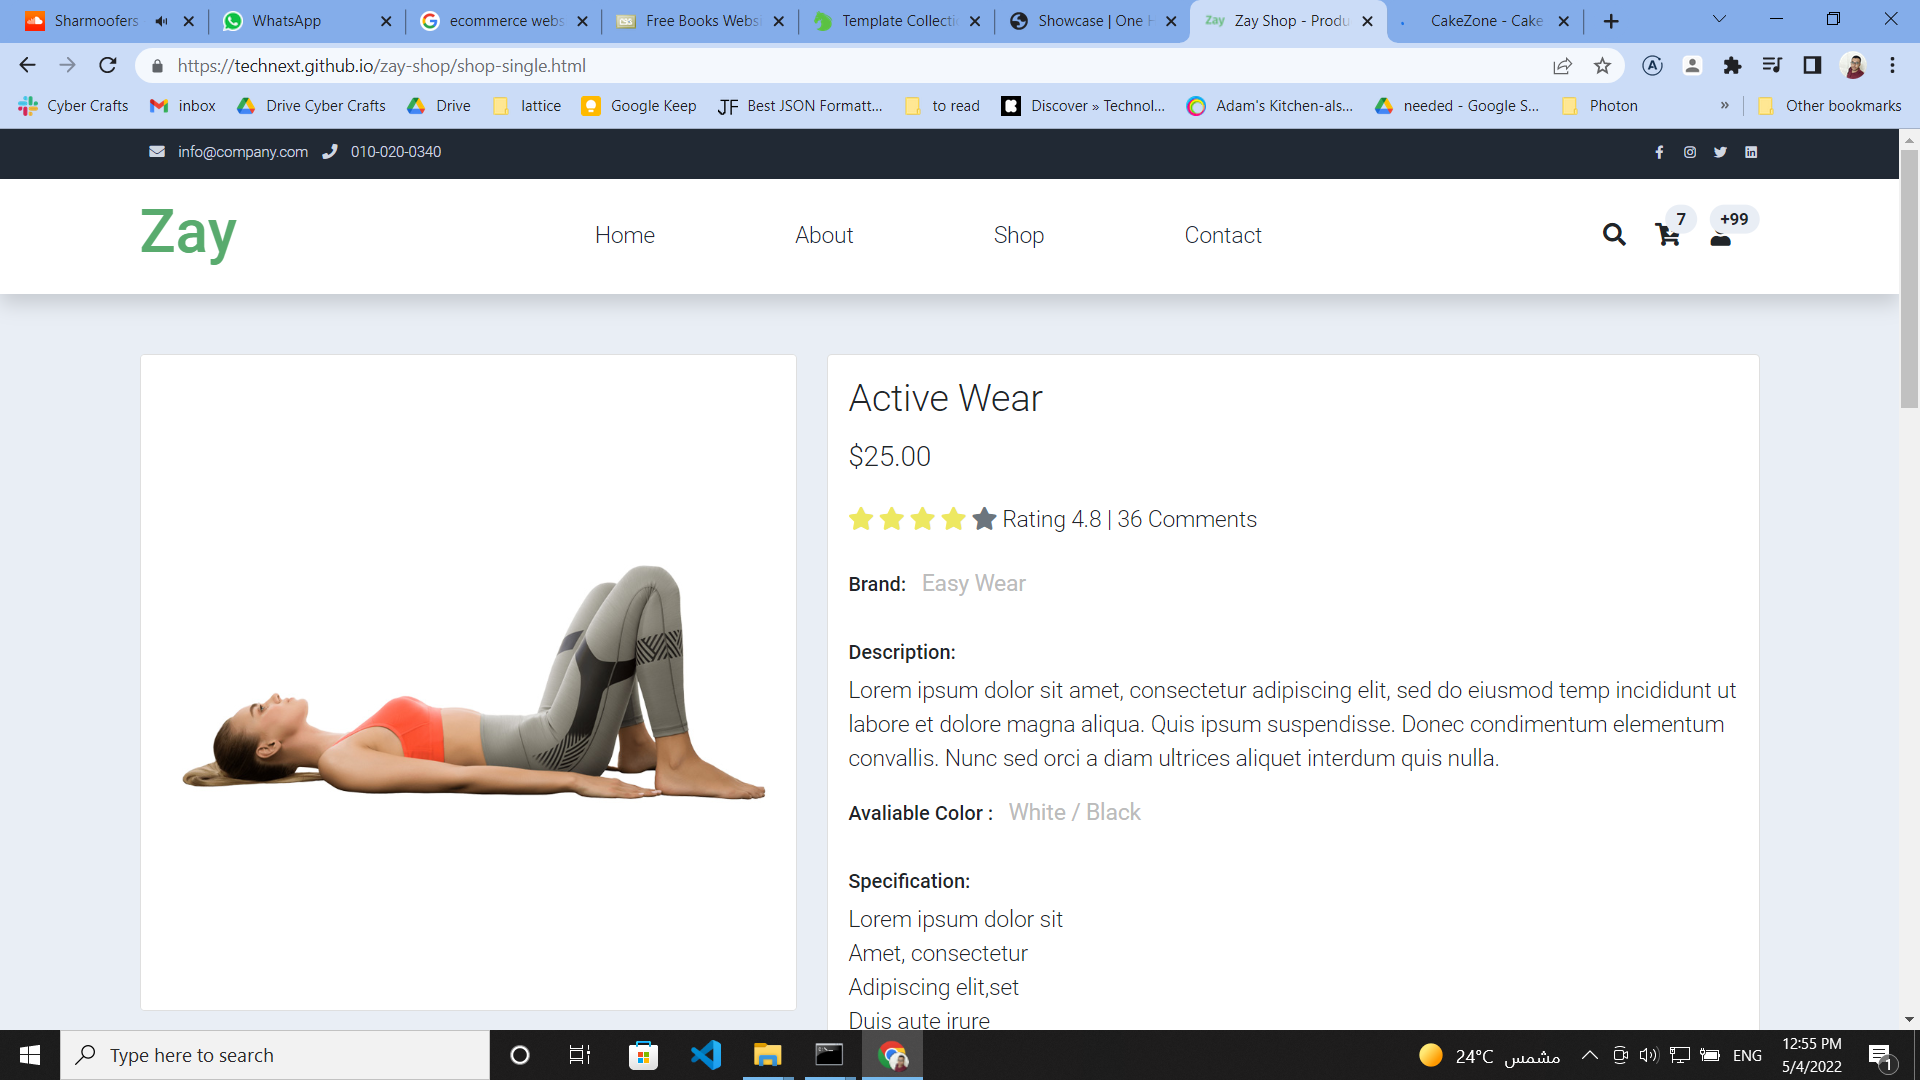 Sharmoofers
WhatsApp
ecommerce webs
Free Books Websi
Template Collectio
Showcase | One H
Zay Zay Shop - Produ
CakeZone - Cake
https://technext.github.io/zay-shop/shop-single.html
Cyber Crafts
inbox
Drive Cyber Crafts
Drive
lattice
Google Keep
JF Best JSON Formatt...
to read
Discover » Technol...
Adam's Kitchen-als...
needed - Google S...
Photon
»
Other bookmarks
info@company.com 010-020-0340
Zay
Home
About
Shop
Contact
7
+99
Active Wear
$25.00
Rating 4.8 | 36 Comments
Brand: Easy Wear
Description:
Lorem ipsum dolor sit amet, consectetur adipiscing elit, sed do eiusmod temp incididunt ut
labore et dolore magna aliqua. Quis ipsum suspendisse. Donec condimentum elementum
convallis. Nunc sed orci a diam ultrices aliquet interdum quis nulla.
Avaliable Color : White / Black
Specification:
Lorem ipsum dolor sit
Amet, consectetur
Adipiscing elit,set
Duis aute irure
Type here to search
24°C مشمس
ENG
12:55 PM
5/4/2022
1